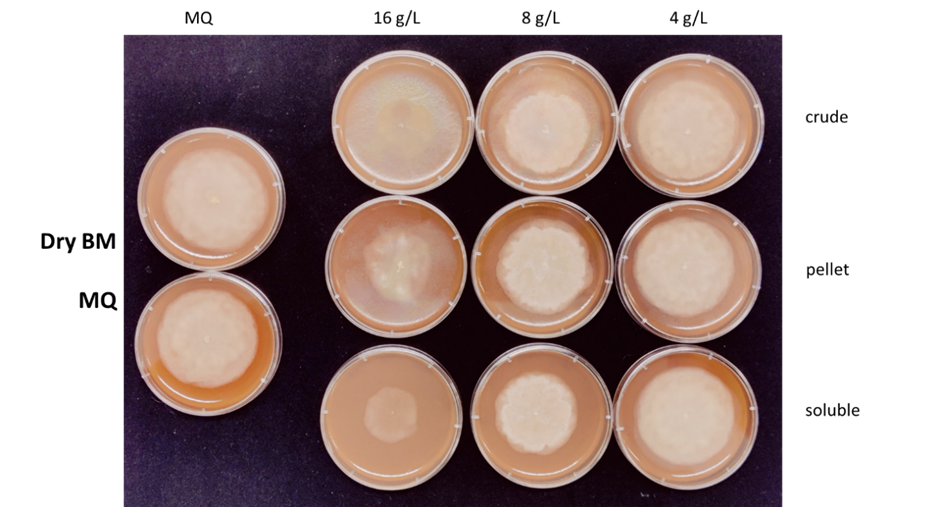 MQ
16 g/L
8 g/L
4 g/L
crude
Dry BM
MQ
pellet
soluble